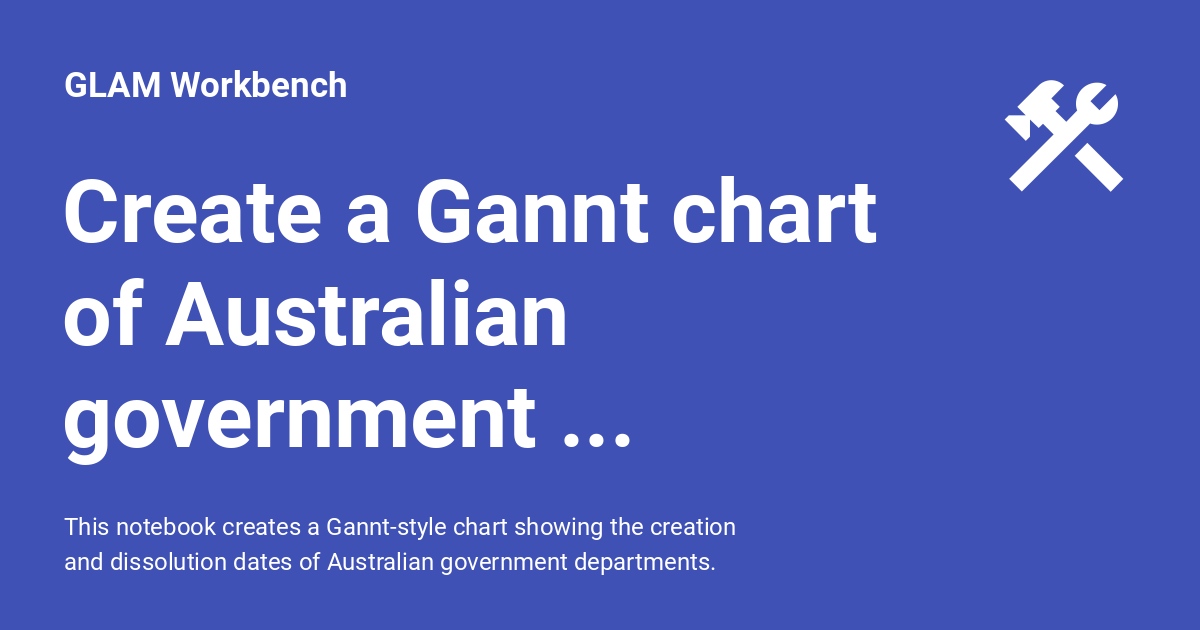 GLAM Workbench
Create a Gannt chart
of Australian
government ...
This notebook creates a Gannt-style chart showing the creation
and dissolution dates of Australian government departments.